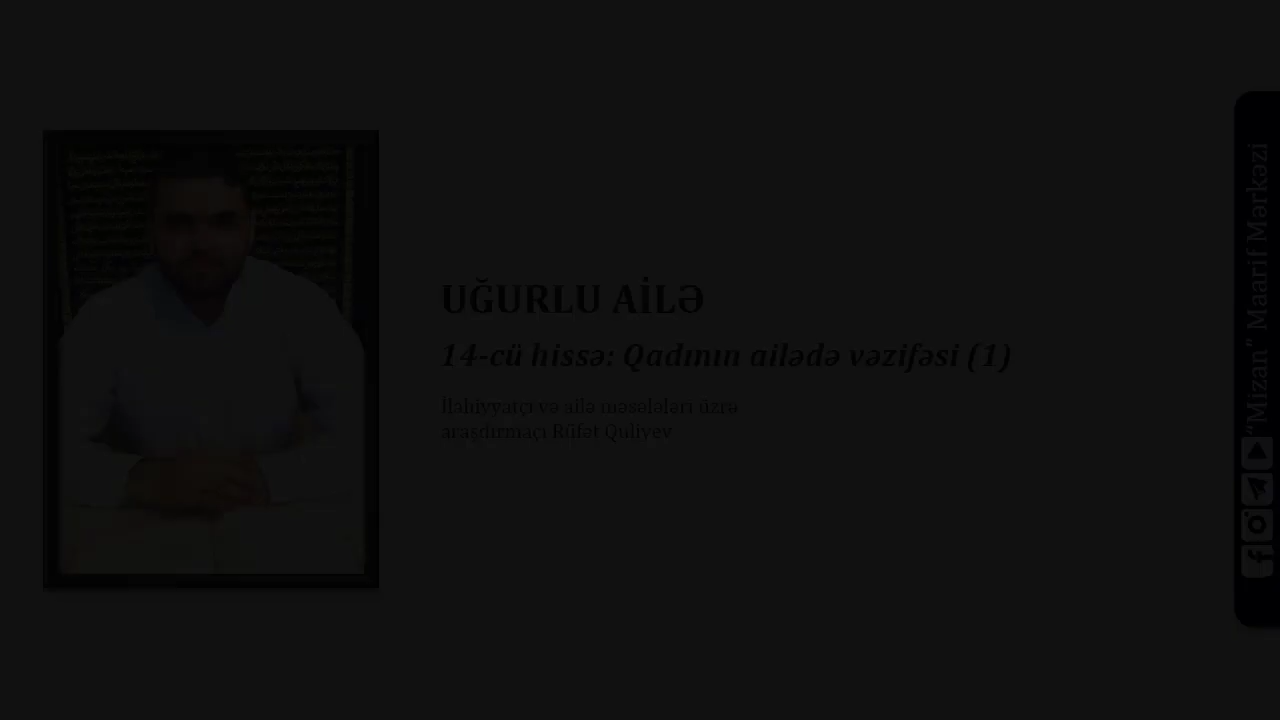 UĞURLU AİLƏ
14-cü hissə: Qadının ailədə vəzifəsi (1)
İlahiyyatçı və ailə məsələləri üzrə
araşdırmaçı Rüfət Quliyev
“Mizan” Maarif Mərkəzi